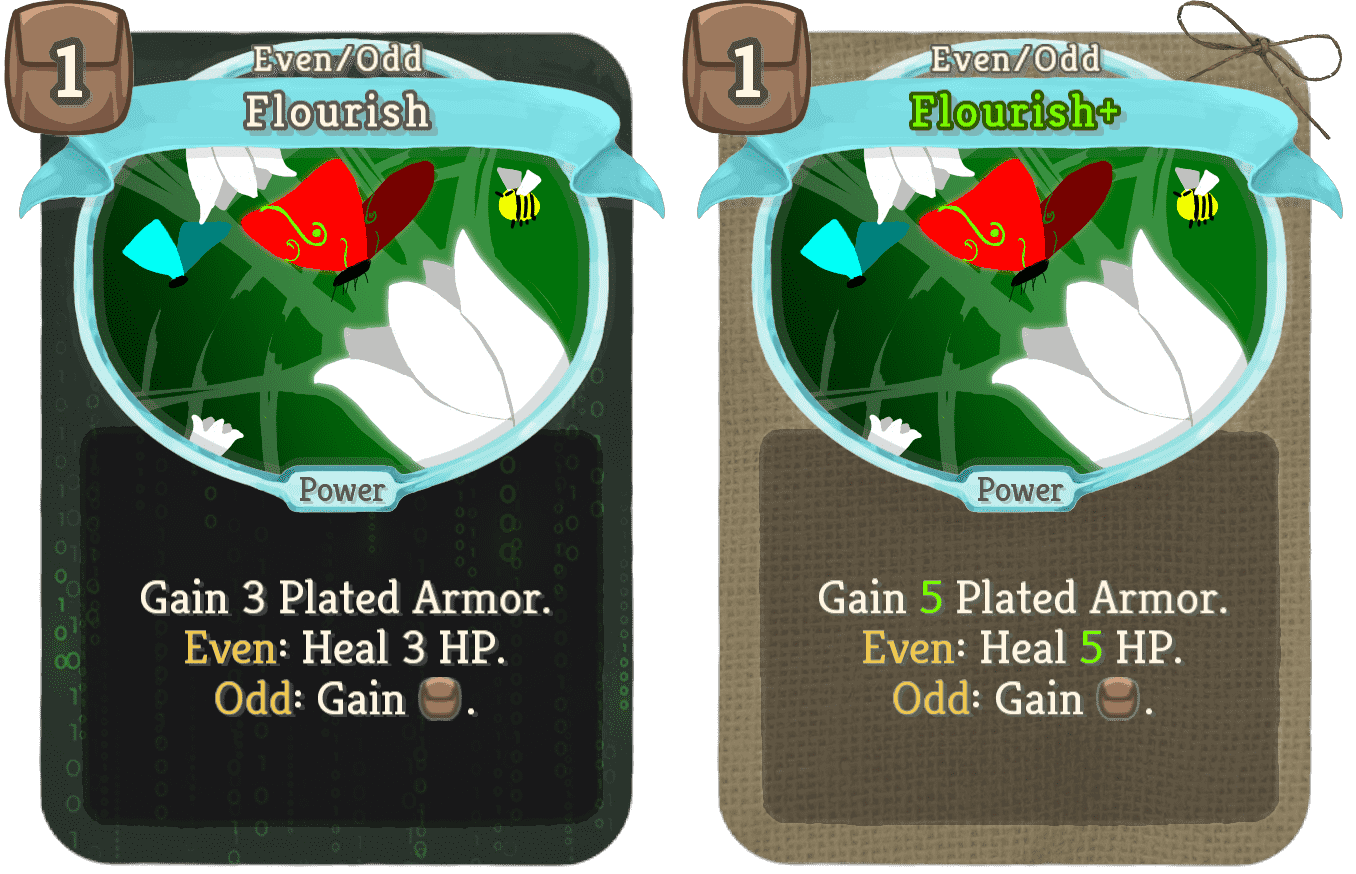 1
Even/Odd
Flourish
Power
Gain 3 Plated Armor.
Even: Heal 3 HP.
Odd: Gain .
1
Even/Odd
Flourish+
Power
Gain 5 Plated Armor.
Even: Heal 5 HP.
Odd: Gain .